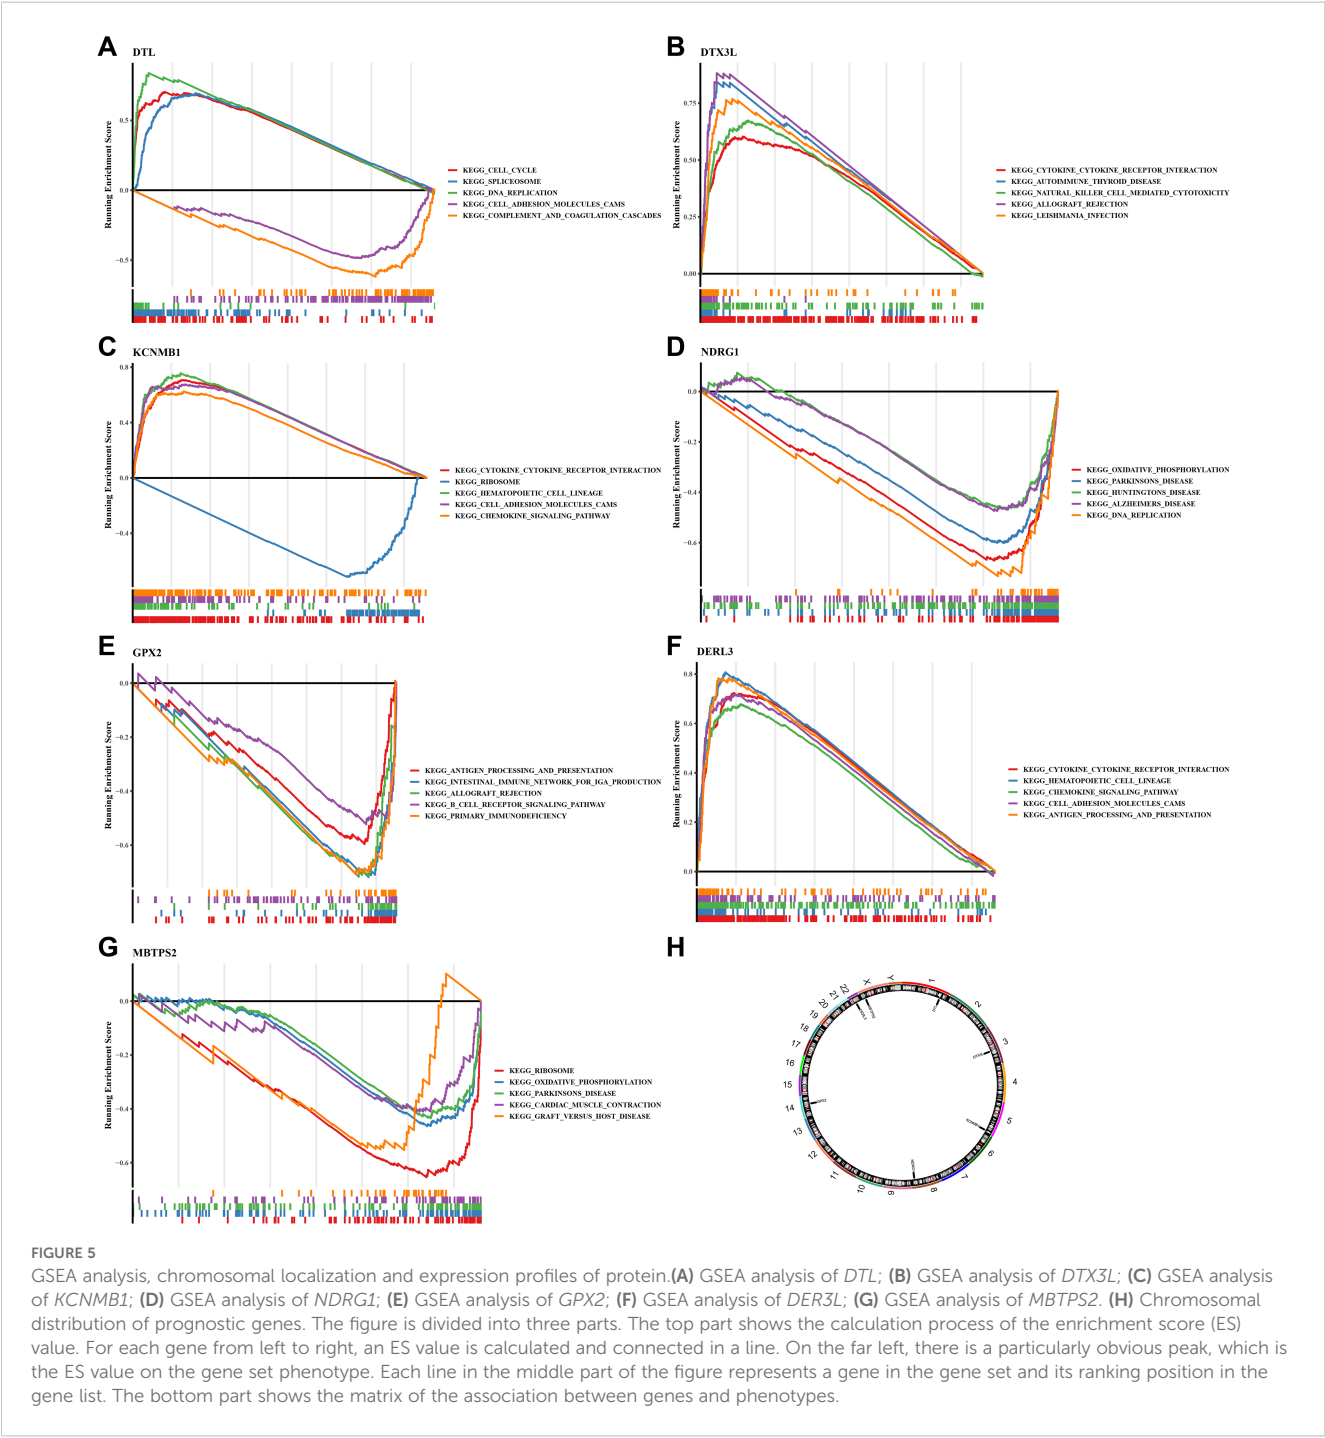 A
DTL
Running Enrichment Score
0.5
0.0
−0.5
KEGG_CELL_CYCLE
KEGG_SPLICEOSOME
KEGG_DNA_REPLICATION
KEGG_CELL_ADHESION_MOLECULES_CAMS
KEGG_COMPLEMENT_AND_COAGULATION_CASCADES
B
DTX3L
Running Enrichment Score
0.75
0.50
0.25
0.00
KEGG_CYTOKINE_CYTOKINE_RECEPTOR_INTERACTION
KEGG_AUTOIMMUNE_THYROID_DISEASE
KEGG_NATURAL_KILLER_CELL_MEDIATED_CYTOTOXICITY
KEGG_ALLOGRAFT_REJECTION
KEGG_LEISHMANIA_INFECTION
C
KCNMB1
Running Enrichment Score
0.8
0.4
0.0
−0.4
KEGG_CYTOKINE_CYTOKINE_RECEPTOR_INTERACTION
KEGG_RIBOSOME
KEGG_HEMATOPOIETIC_CELL_LINEAGE
KEGG_CELL_ADHESION_MOLECULES_CAMS
KEGG_CHEMOKINE_SIGNALING_PATHWAY
D
NDRG1
Running Enrichment Score
0.0
−0.2
−0.4
−0.6
KEGG_OXIDATIVE_PHOSPHORYLATION
KEGG_PARKINSONS_DISEASE
KEGG_HUNTINGTONS_DISEASE
KEGG_ALZHEIMERS_DISEASE
KEGG_DNA_REPLICATION
E
GPX2
Running Enrichment Score
0.0
−0.2
−0.4
−0.6
KEGG_ANTIGEN_PROCESSING_AND_PRESENTATION
KEGG_INTESTINAL_IMMUNE_NETWORK_FOR_IGA_PRODUCTION
KEGG_ALLOGRAFT_REJECTION
KEGG_B_CELL_RECEPTOR_SIGNALING_PATHWAY
KEGG_PRIMARY_IMMUNODEFICIENCY
F
DERL3
Running Enrichment Score
0.8
0.6
0.4
0.2
0.0
KEGG_CYTOKINE_CYTOKINE_RECEPTOR_INTERACTION
KEGG_HEMATOPOIETIC_CELL_LINEAGE
KEGG_CHEMOKINE_SIGNALING_PATHWAY
KEGG_CELL_ADHESION_MOLECULES_CAMS
KEGG_ANTIGEN_PROCESSING_AND_PRESENTATION
G
MBTPS2
Running Enrichment Score
0.0
−0.2
−0.4
−0.6
KEGG_RIBOSOME
KEGG_OXIDATIVE_PHOSPHORYLATION
KEGG_PARKINSONS_DISEASE
KEGG_CARDIAC_MUSCLE_CONTRACTION
KEGG_GRAFT_VERSUS_HOST_DISEASE
H
1
2
3
4
5
6
7
8
9
10
11
12
13
14
15
16
17
18
19
20
21
22
X
Y
FIGURE 5
GSEA analysis, chromosomal localization and expression profiles of protein.(A) GSEA analysis of DTL; (B) GSEA analysis of DTX3L; (C) GSEA analysis
of KCNMB1; (D) GSEA analysis of NDRG1; (E) GSEA analysis of GPX2; (F) GSEA analysis of DER3L; (G) GSEA analysis of MBTPS2. (H) Chromosomal
distribution of prognostic genes. The figure is divided into three parts. The top part shows the calculation process of the enrichment score (ES)
value. For each gene from left to right, an ES value is calculated and connected in a line. On the far left, there is a particularly obvious peak, which is
the ES value on the gene set phenotype. Each line in the middle part of the figure represents a gene in the gene set and its ranking position in the
gene list. The bottom part shows the matrix of the association between genes and phenotypes.